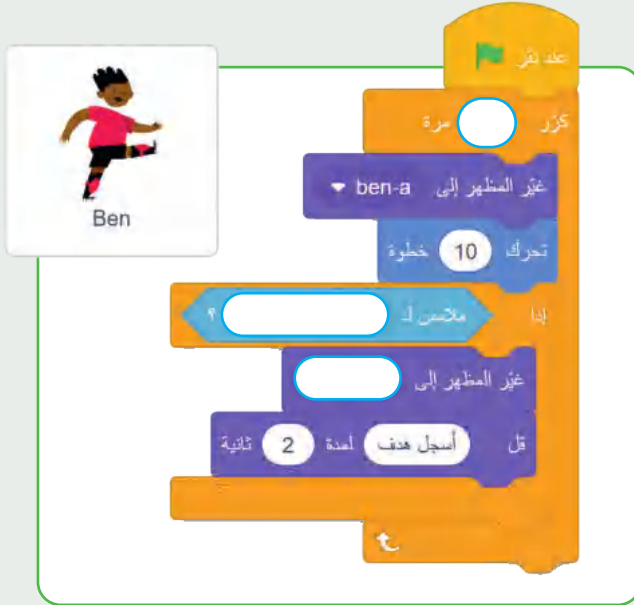 عند نقر
كرّر مرة
غيّر المظهر إلى ben-a
تحرك 10 خطوة
إذا ملامس لـ ؟
غيّر المظهر إلى
قل أسجل هدف لمدة 2 ثانية
Ben